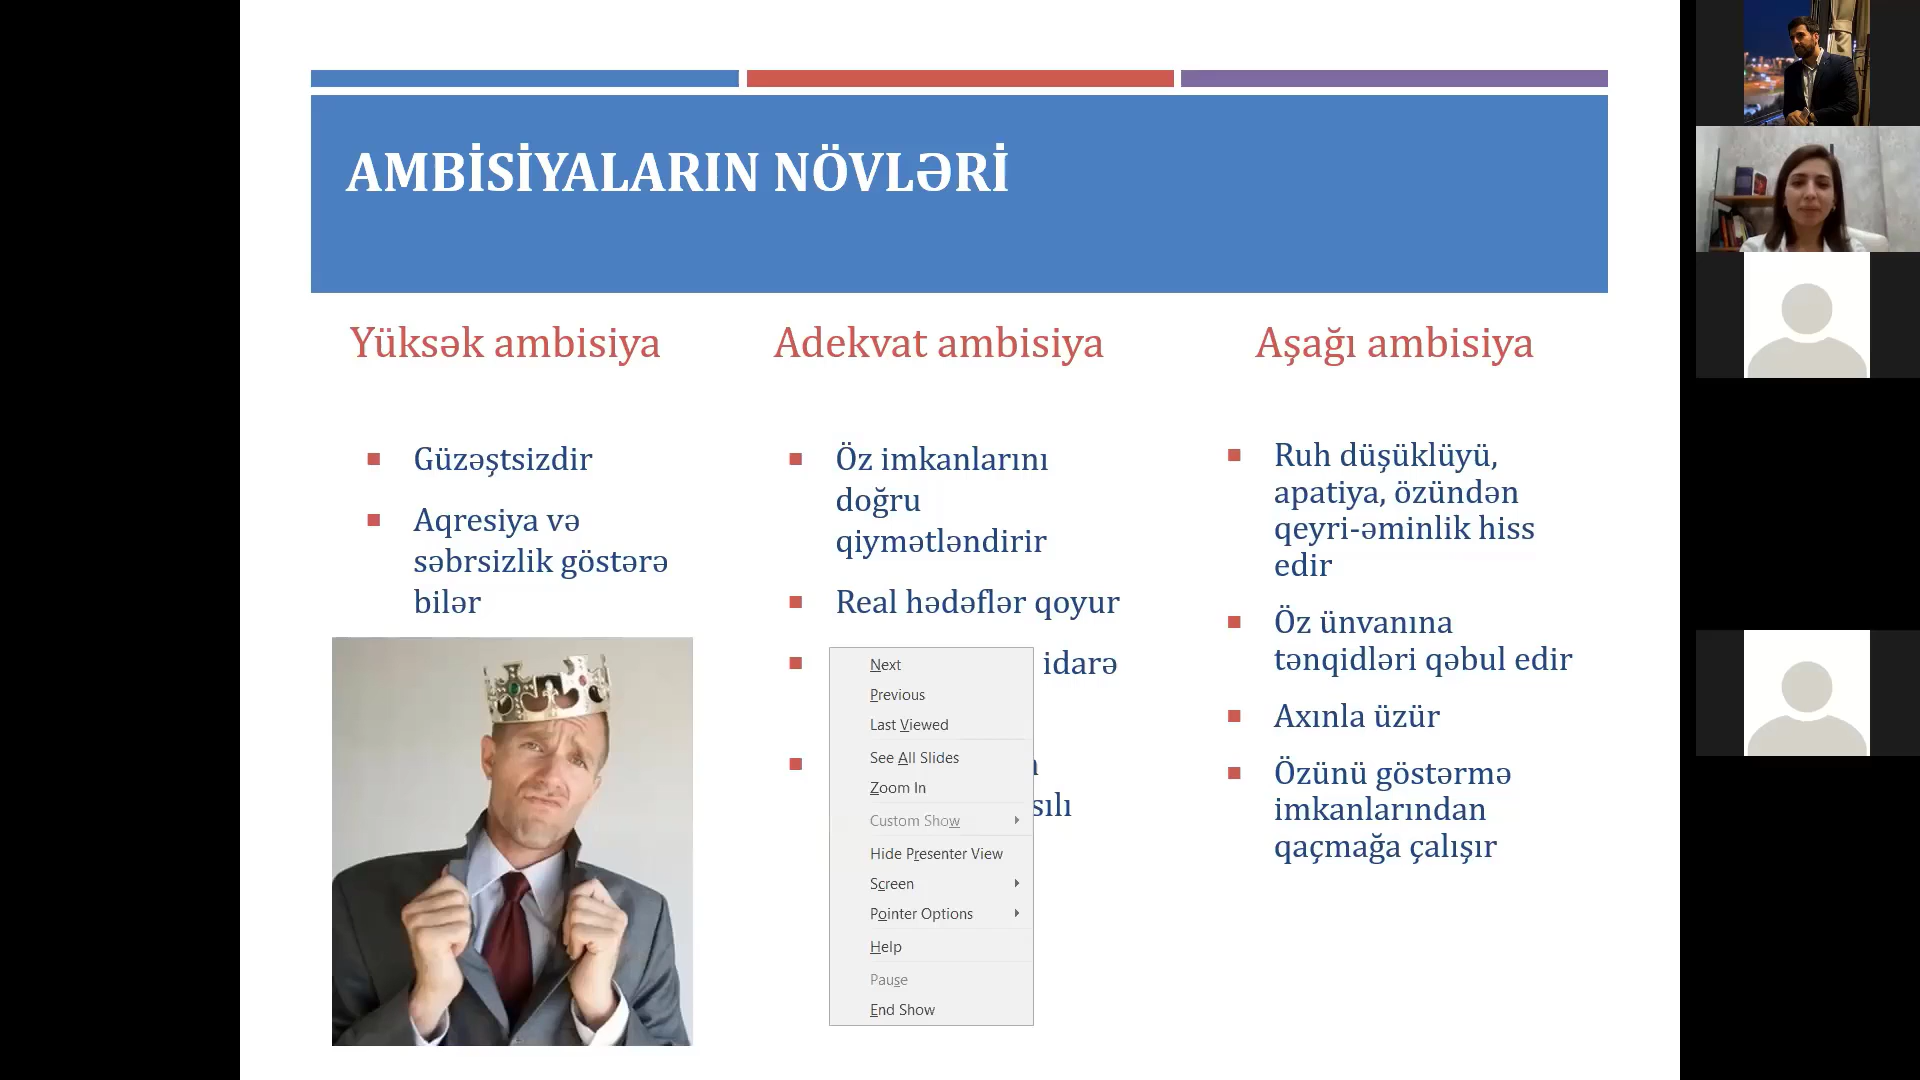 AMBİSİYALARIN NÖVLƏRİ
Yüksək ambisiya
Güzəştsizdir
Aqresiya və
səbrsizlik göstərə
bilər
Adekvat ambisiya
Öz imkanlarını
doğru
qiymətləndirir
Real hədəflər qoyur
idarə
Aşağı ambisiya
Ruh düşüklüyü,
apatiya, özündən
qeyri-əminlik hiss
edir
Öz ünvanına
tənqidləri qəbul edir
Axınla üzür
Özünü göstərmə
imkanlarından
qaçmağa çalışır
Next
Previous
Last Viewed
See All Slides
Zoom In
Custom Show
Hide Presenter View
Screen
Pointer Options
Help
Pause
End Show